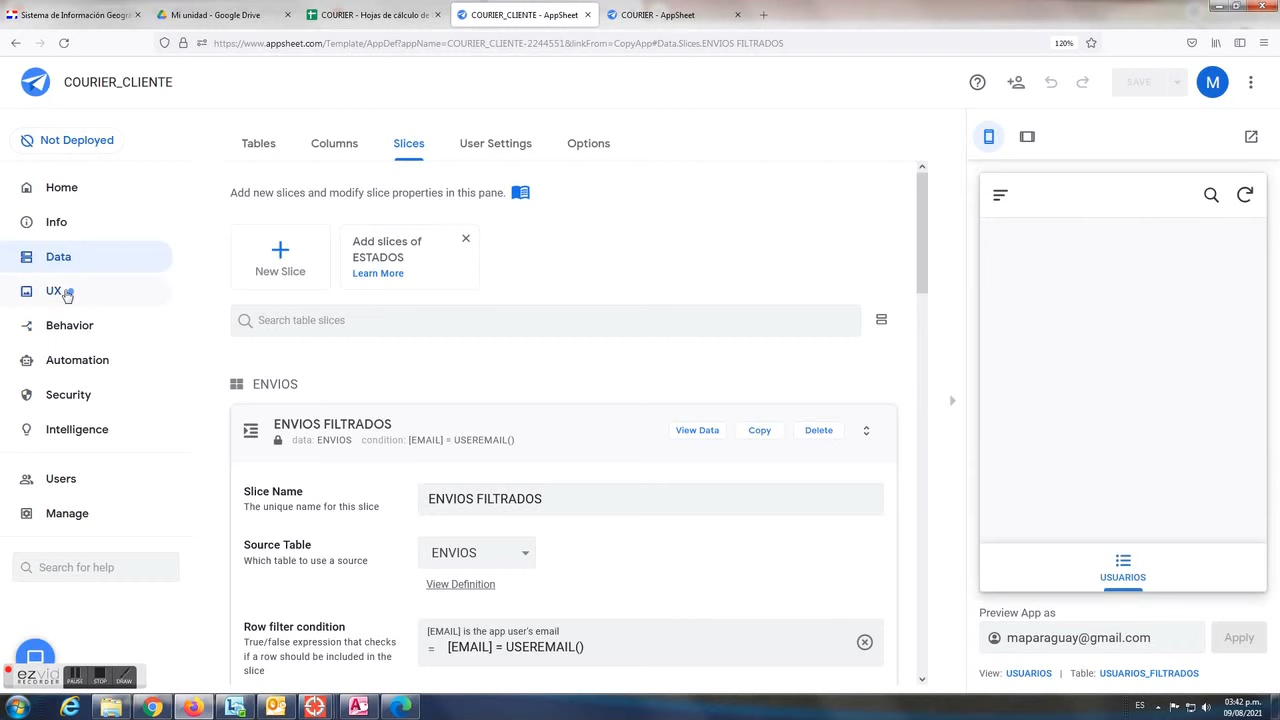 Sistema de Información Geogr
Mi unidad - Google Drive
COURIER - Hojas de cálculo de
COURIER_CLIENTE - AppSheet
COURIER - AppSheet
https://www.appsheet.com/Template/AppDef?appName=COURIER_CLIENTE-2244551&linkFrom=CopyApp#Data.Slices.ENVIOS FILTRADOS
120%
COURIER_CLIENTE
SAVE
M
Not Deployed
Home
Info
Data
UX
Behavior
Automation
Security
Intelligence
Users
Manage
Search for help
ezvid
RECORDER
PAUSE
STOP
DRAW
Tables
Columns
Slices
User Settings
Options
Add new slices and modify slice properties in this pane.
New Slice
Add slices of
ESTADOS
Learn More
Search table slices
ENVIOS
ENVIOS FILTRADOS
data: ENVIOS condition: [EMAIL] = USEREMAIL()
View Data
Copy
Delete
Slice Name
The unique name for this slice
ENVIOS FILTRADOS
Source Table
Which table to use a source
ENVIOS
View Definition
Row filter condition
True/false expression that checks
if a row should be included in the
slice
[EMAIL] is the app user's email
= [EMAIL] = USEREMAIL()
USUARIOS
Preview App as
maparaguay@gmail.com
Apply
View: USUARIOS | Table: USUARIOS_FILTRADOS
ES
03:42 p.m.
09/08/2021